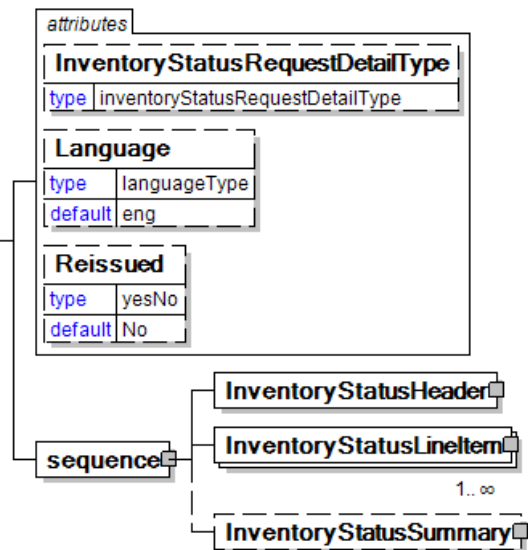 attributes
InventoryStatusRequestDetailType
type inventoryStatusRequestDetailType
Language
type languageType
default eng
Reissued
type yesNo
default No
InventoryStatusHeader
sequence
InventoryStatusLineItem
1.. ∞
InventoryStatusSummary